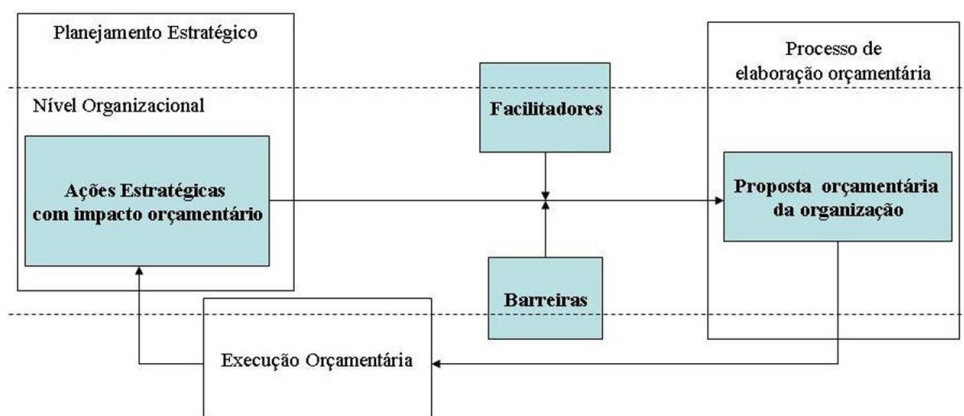 Planejamento Estratégico
Nível Organizacional
Ações Estratégicas
com impacto orçamentário
Facilitadores
Barreiras
Processo de
elaboração orçamentária
Proposta orçamentária
da organização
Execução Orçamentária